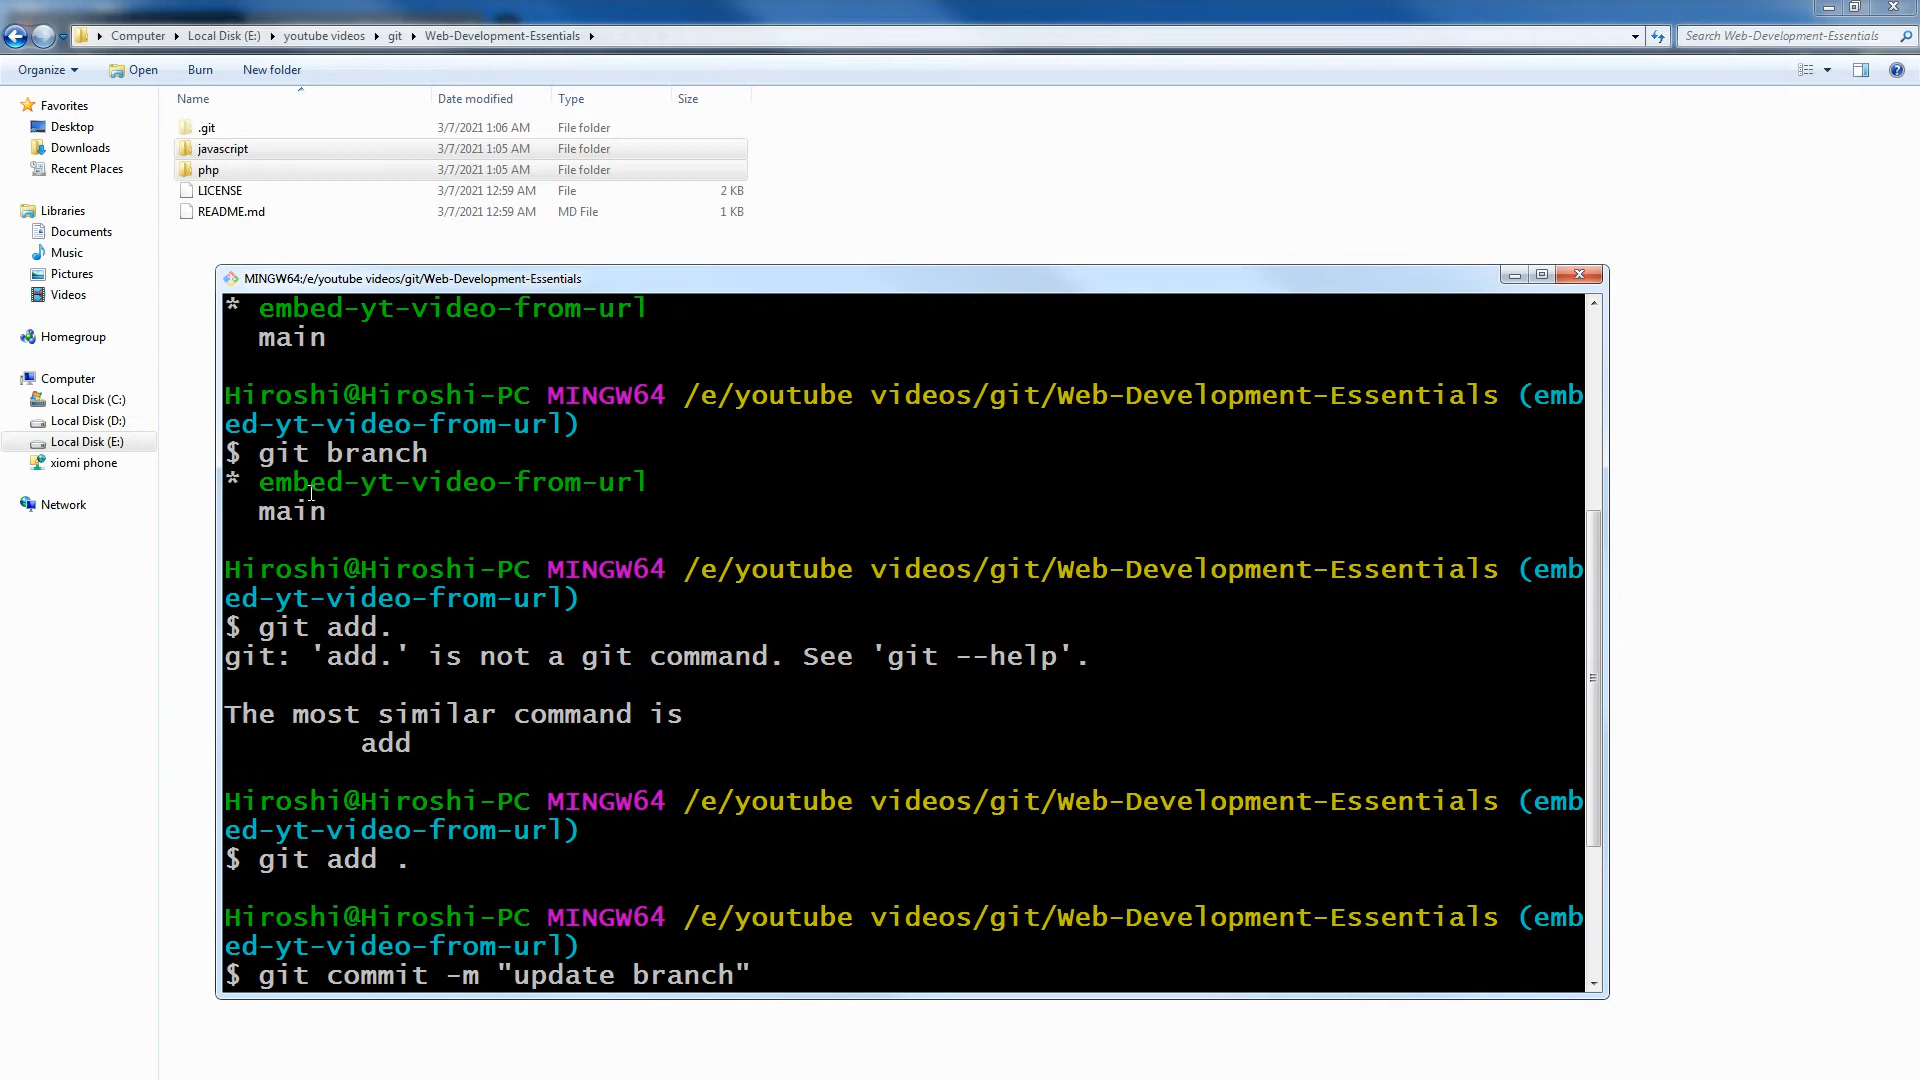 Computer Local Disk (E:) youtube videos git Web-Development-Essentials Search Web-Development-Essentials
Organize Open Burn New folder
Name Date modified Type Size
Favorites
Desktop
Downloads
Recent Places
Libraries
Documents
Music
Pictures
Videos
Homegroup
Computer
Local Disk (C:)
Local Disk (D:)
Local Disk (E:)
xiomi phone
Network
.git 3/7/2021 1:06 AM File folder
javascript 3/7/2021 1:05 AM File folder
php 3/7/2021 1:05 AM File folder
LICENSE 3/7/2021 12:59 AM File 2 KB
README.md 3/7/2021 12:59 AM MD File 1 KB
MINGW64:/e/youtube videos/git/Web-Development-Essentials
* embed-yt-video-from-url
main
Hiroshi@Hiroshi-PC MINGW64 /e/youtube videos/git/Web-Development-Essentials (emb
ed-yt-video-from-url)
$ git branch
* embed-yt-video-from-url
main
Hiroshi@Hiroshi-PC MINGW64 /e/youtube videos/git/Web-Development-Essentials (emb
ed-yt-video-from-url)
$ git add.
git: 'add.' is not a git command. See 'git --help'.
The most similar command is
add
Hiroshi@Hiroshi-PC MINGW64 /e/youtube videos/git/Web-Development-Essentials (emb
ed-yt-video-from-url)
$ git add .
Hiroshi@Hiroshi-PC MINGW64 /e/youtube videos/git/Web-Development-Essentials (emb
ed-yt-video-from-url)
$ git commit -m "update branch"